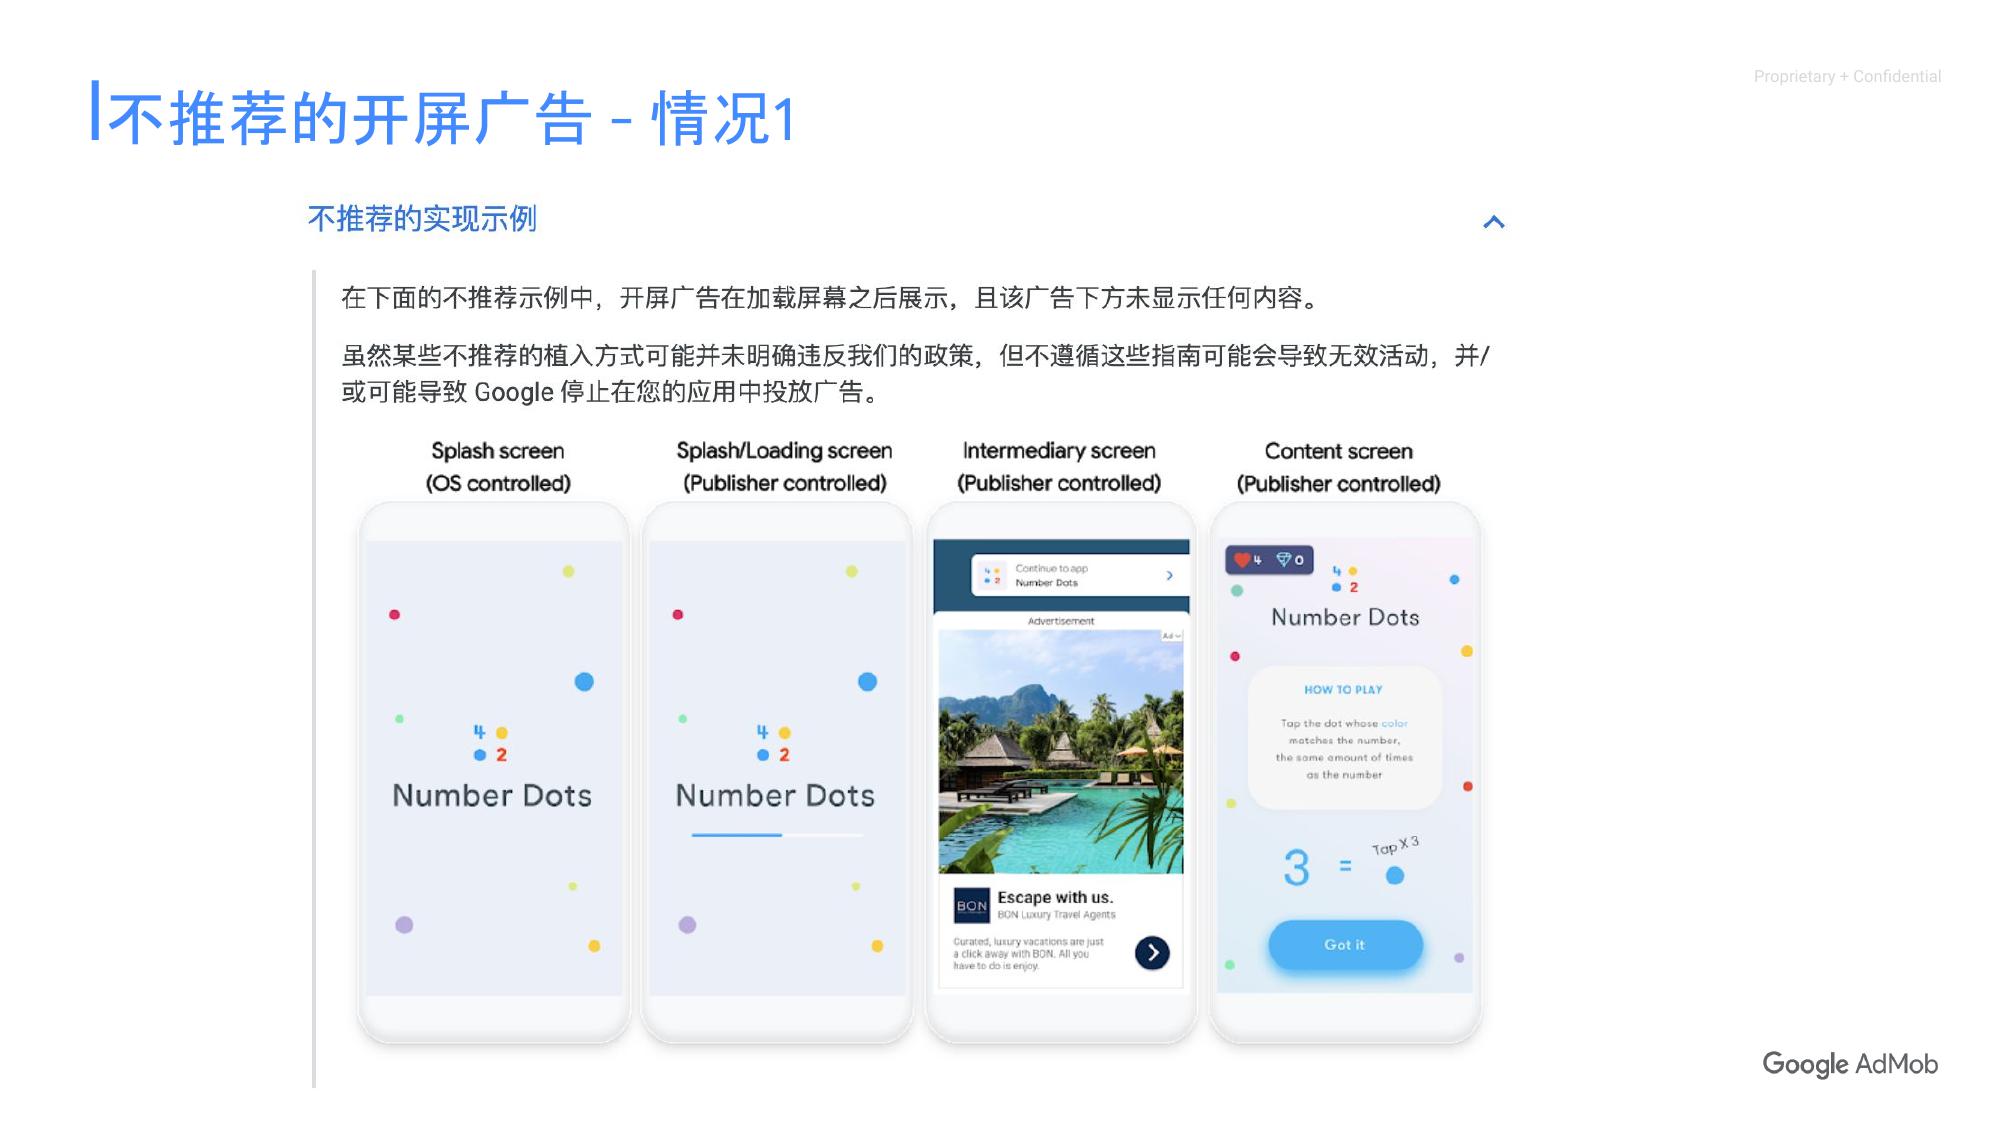 Proprietary + Confidential
不推荐的开屏广告 - 情况1
不推荐的实现示例
在下面的不推荐示例中，开屏广告在加载屏幕之后展示，且该广告下方未显示任何内容。
虽然某些不推荐的植入方式可能并未明确违反我们的政策，但不遵循这些指南可能会导致无效活动，并/
或可能导致 Google 停止在您的应用中投放广告。
Splash screen
(OS controlled)
4
2
Number Dots
Splash/Loading screen
(Publisher controlled)
4
2
Number Dots
Intermediary screen
(Publisher controlled)
4
2
Continue to app
Number Dots
Advertisement
Ad
BON
Escape with us.
BON Luxury Travel Agents
Curated, luxury vacations are just
a click away with BON. All you
have to do is enjoy.
Content screen
(Publisher controlled)
4 0
4
2
Number Dots
HOW TO PLAY
Tap the dot whose color
matches the number,
the same amount of times
as the number
3 = Tap X 3
Got it
Google AdMob